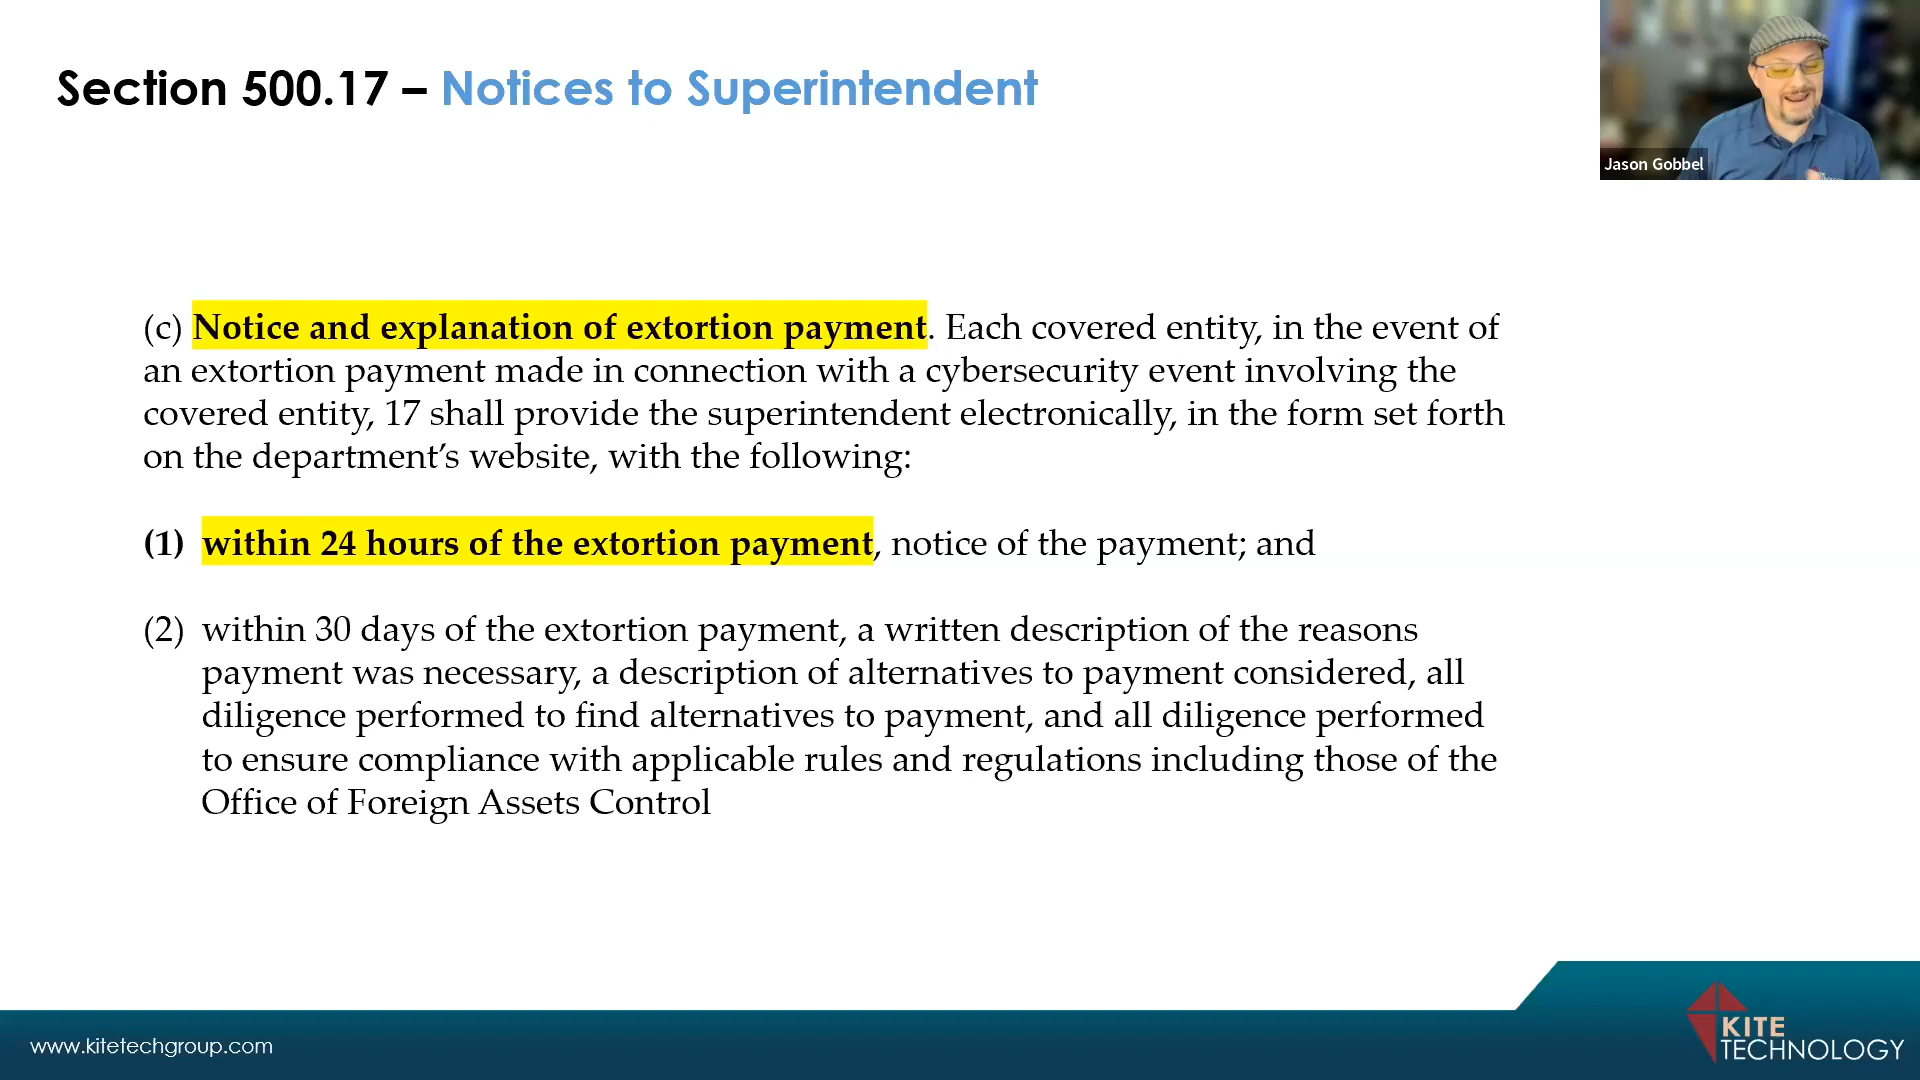 Section 500.17 – Notices to Superintendent
Jason Gobbel
(c) Notice and explanation of extortion payment. Each covered entity, in the event of
an extortion payment made in connection with a cybersecurity event involving the
covered entity, 17 shall provide the superintendent electronically, in the form set forth
on the department’s website, with the following:
(1) within 24 hours of the extortion payment, notice of the payment; and
(2) within 30 days of the extortion payment, a written description of the reasons
payment was necessary, a description of alternatives to payment considered, all
diligence performed to find alternatives to payment, and all diligence performed
to ensure compliance with applicable rules and regulations including those of the
Office of Foreign Assets Control
www.kitetechgroup.com
KITE
TECHNOLOGY